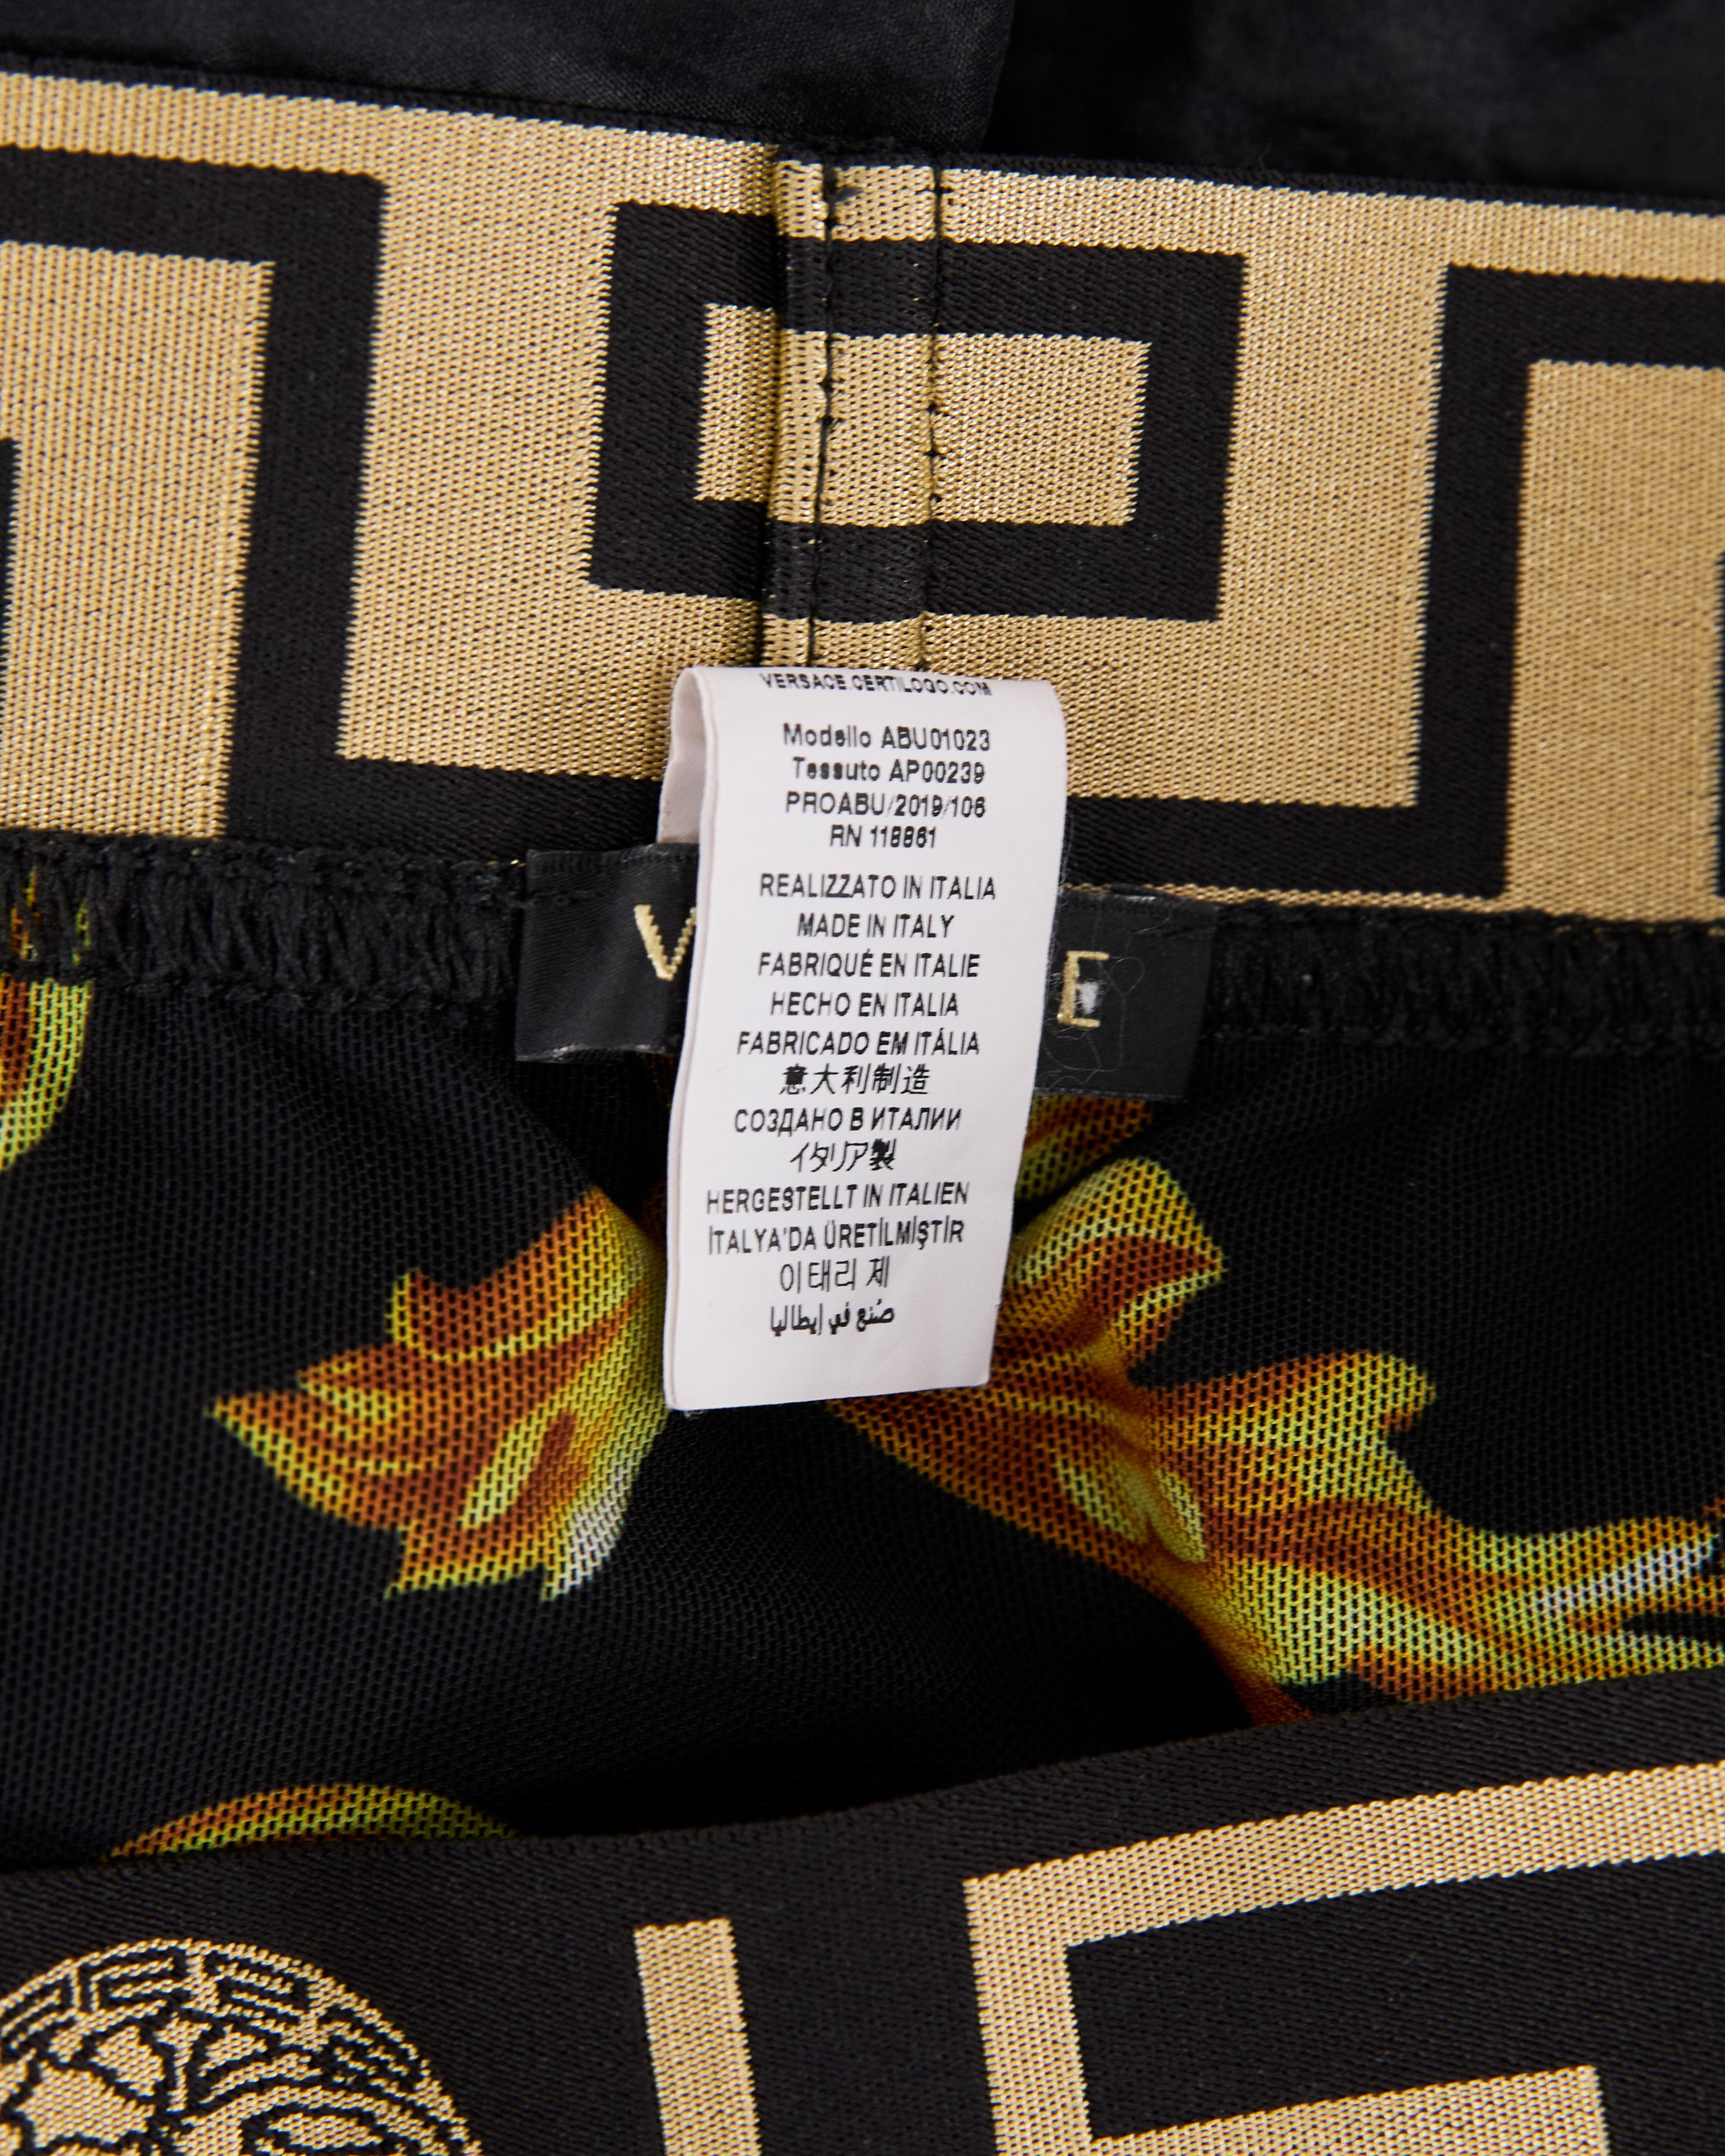 VERSACE.CERTILOGO.COM
Modello ABU01023
Tessuto AP00239
PROABU/2019/106
RN 118861
REALIZZATO IN ITALIA
MADE IN ITALY
FABRIQUÉ EN ITALIE
HECHO EN ITALIA
FABRICADO EM ITÁLIA
意大利制造
СОЗДАНО В ИТАЛИИ
イタリア製
HERGESTELLT IN ITALIEN
İTALYA'DA ÜRETİLMİŞTİR
이태리 제
صُنع في إيطاليا
V E